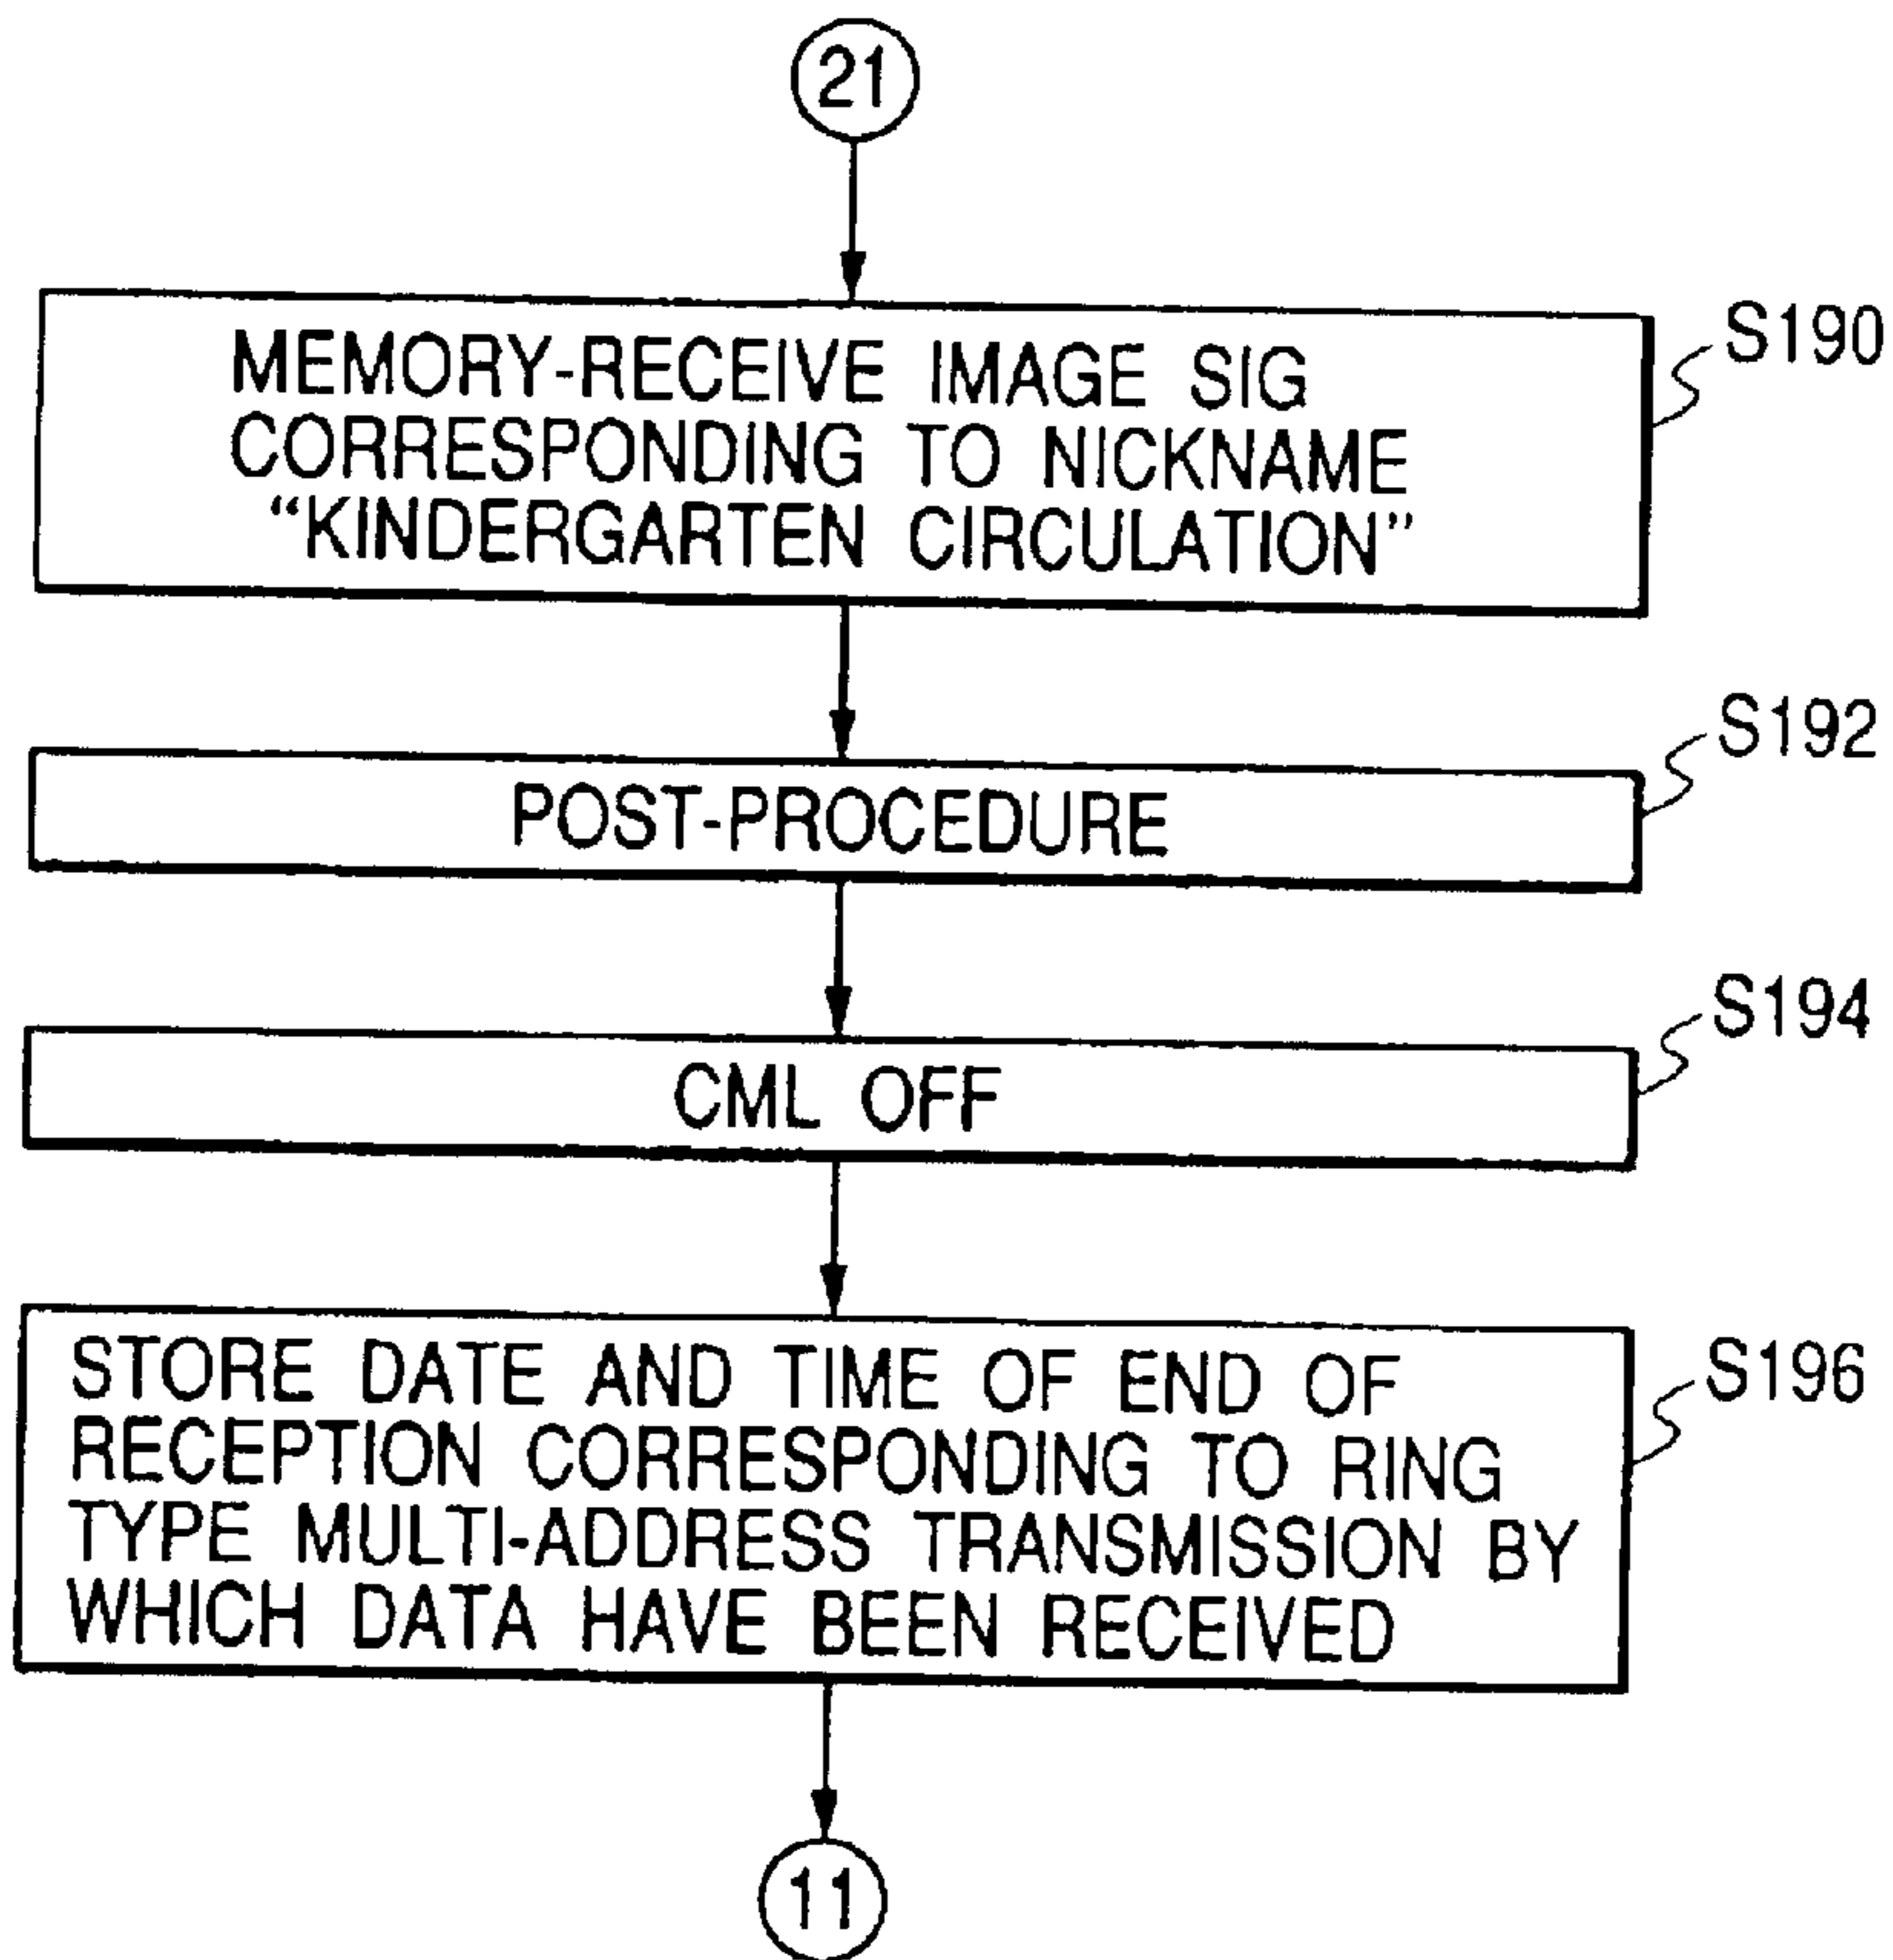 21
MEMORY-RECEIVE IMAGE SIG
CORRESPONDING TO NICKNAME
“KINDERGARTEN CIRCULATION”
S190
POST-PROCEDURE
S192
CML OFF
S194
STORE DATE AND TIME OF END OF
RECEPTION CORRESPONDING TO RING
TYPE MULTI-ADDRESS TRANSMISSION BY
WHICH DATA HAVE BEEN RECEIVED
S196
11